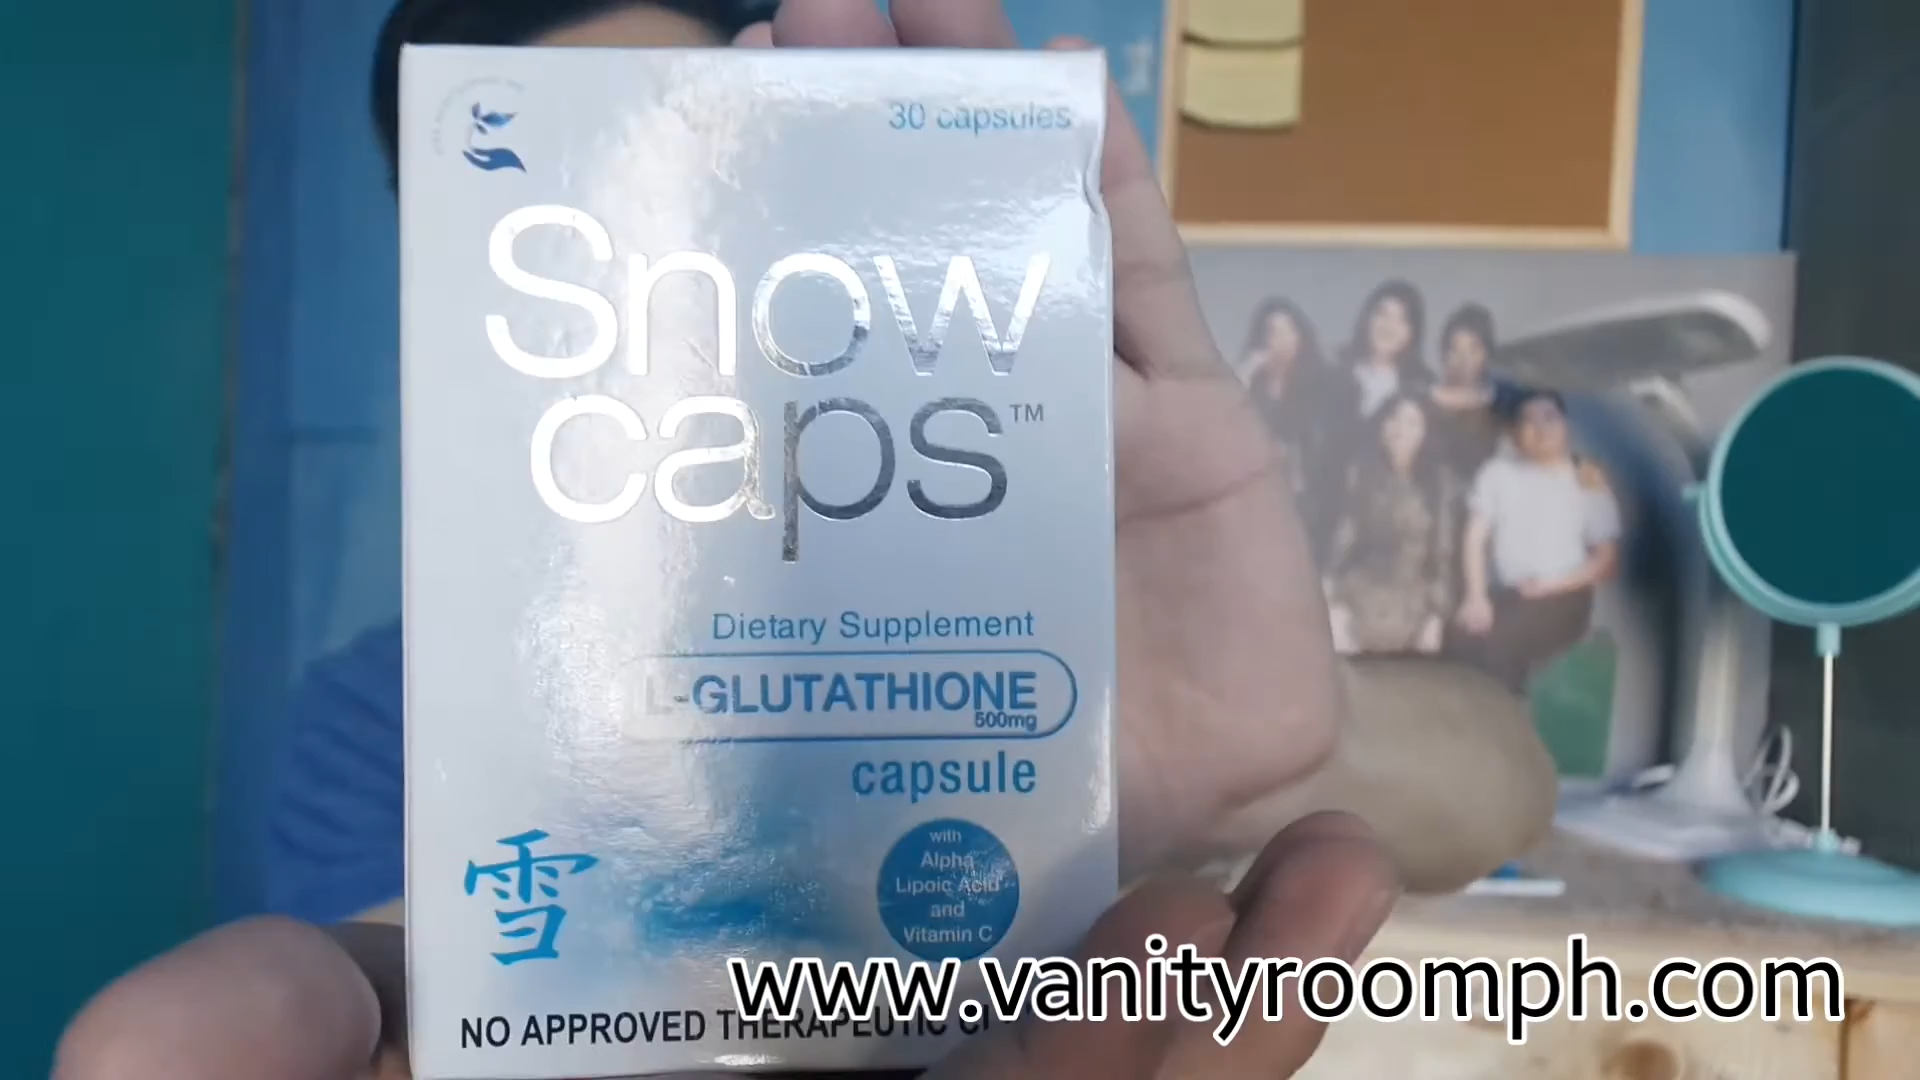 30 capsules
Snow
caps™
Dietary Supplement
L-GLUTATHIONE
500mg
capsule
with
Alpha
Lipoic Acid
and
Vitamin C
雪
NO APPROVED THERAPEUTIC
www.vanityroomph.com